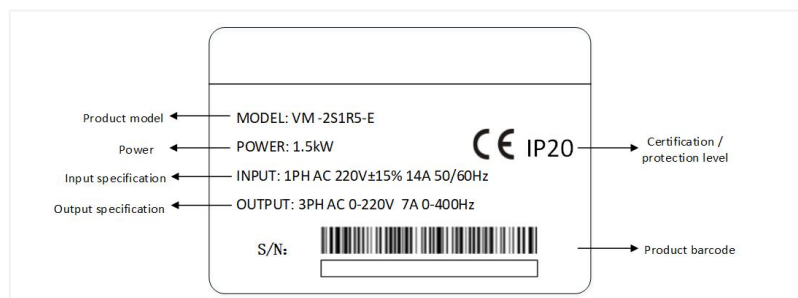 Product model
MODEL: VM -2S1R5-E
Power
POWER: 1.5kW
CE IP20
Certification /
protection level
Input specification
INPUT: 1PH AC 220V±15% 14A 50/60Hz
Output specification
OUTPUT: 3PH AC 0-220V 7A 0-400Hz
S/N:
Product barcode